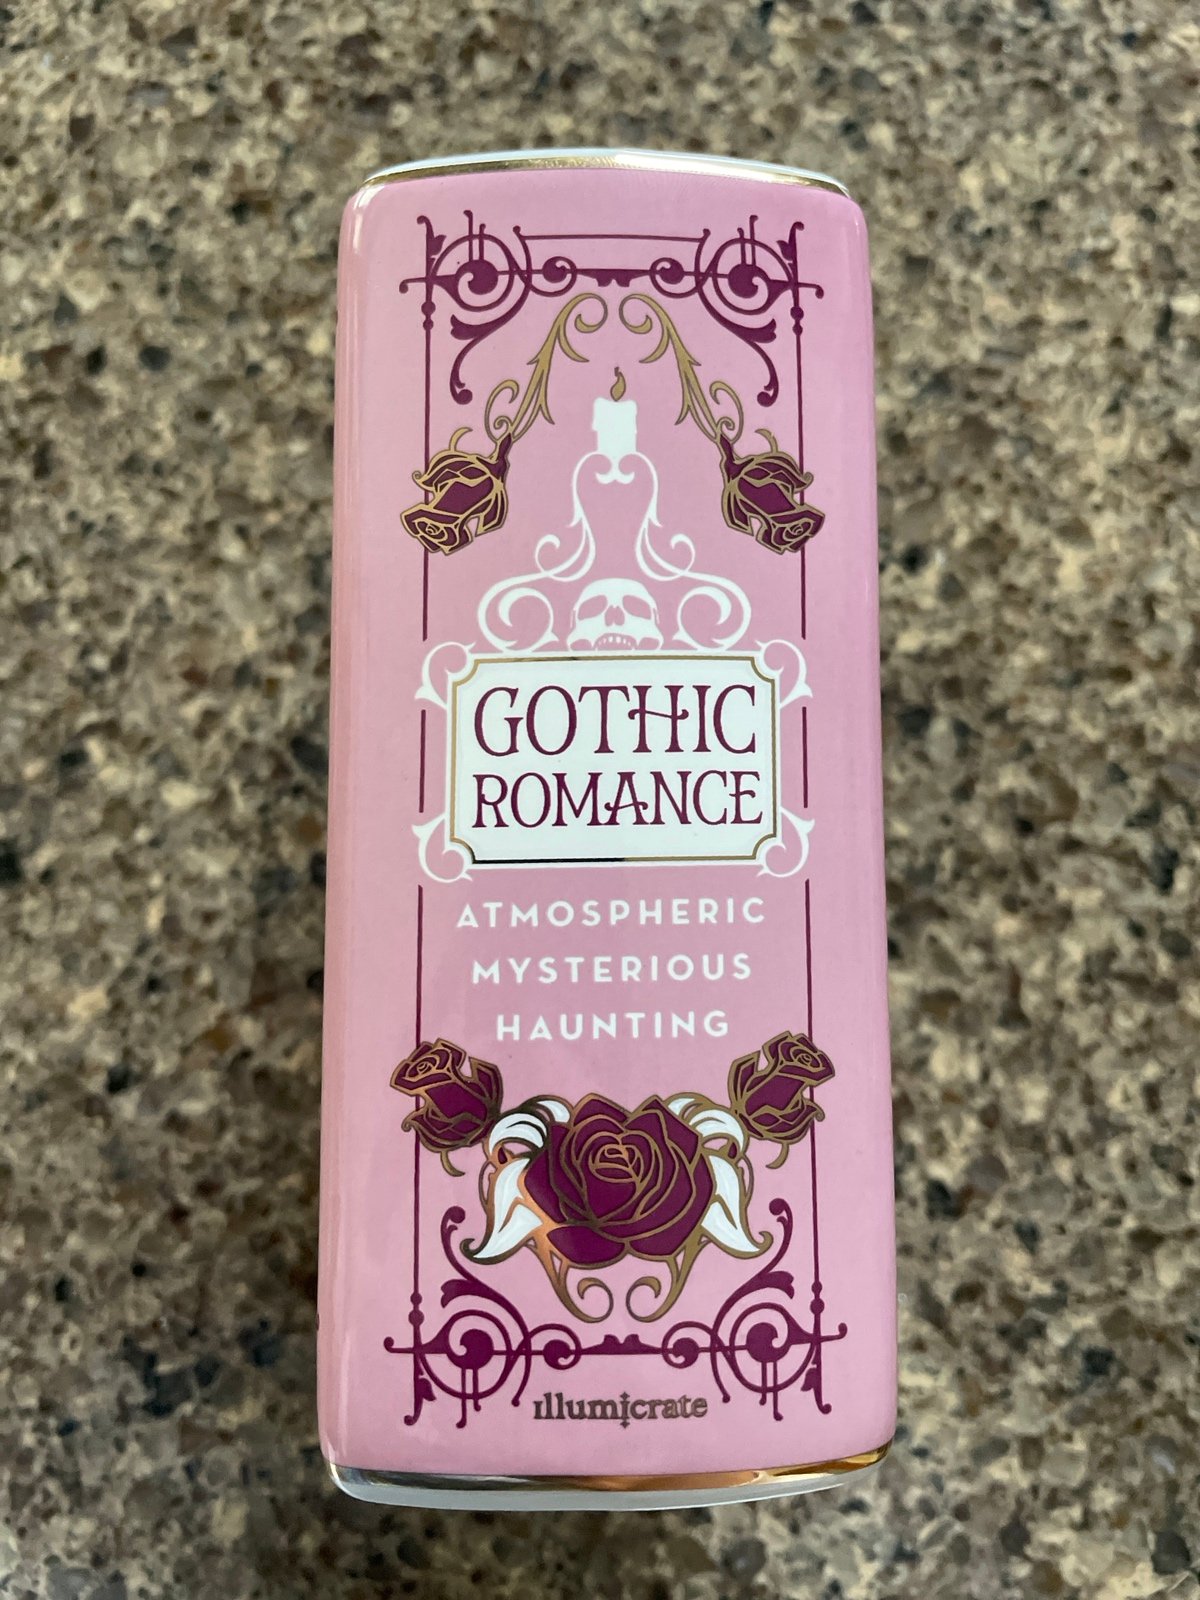 GOTHIC
ROMANCE
ATMOSPHERIC
MYSTERIOUS
HAUNTING
illumicrate